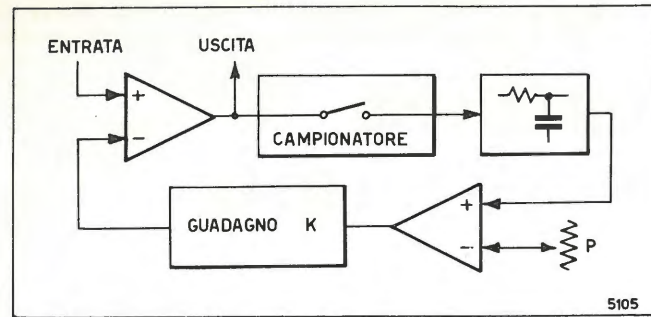 ENTRATA
USCITA
+
−
CAMPIONATORE
GUADAGNO K
+
−
P
5105